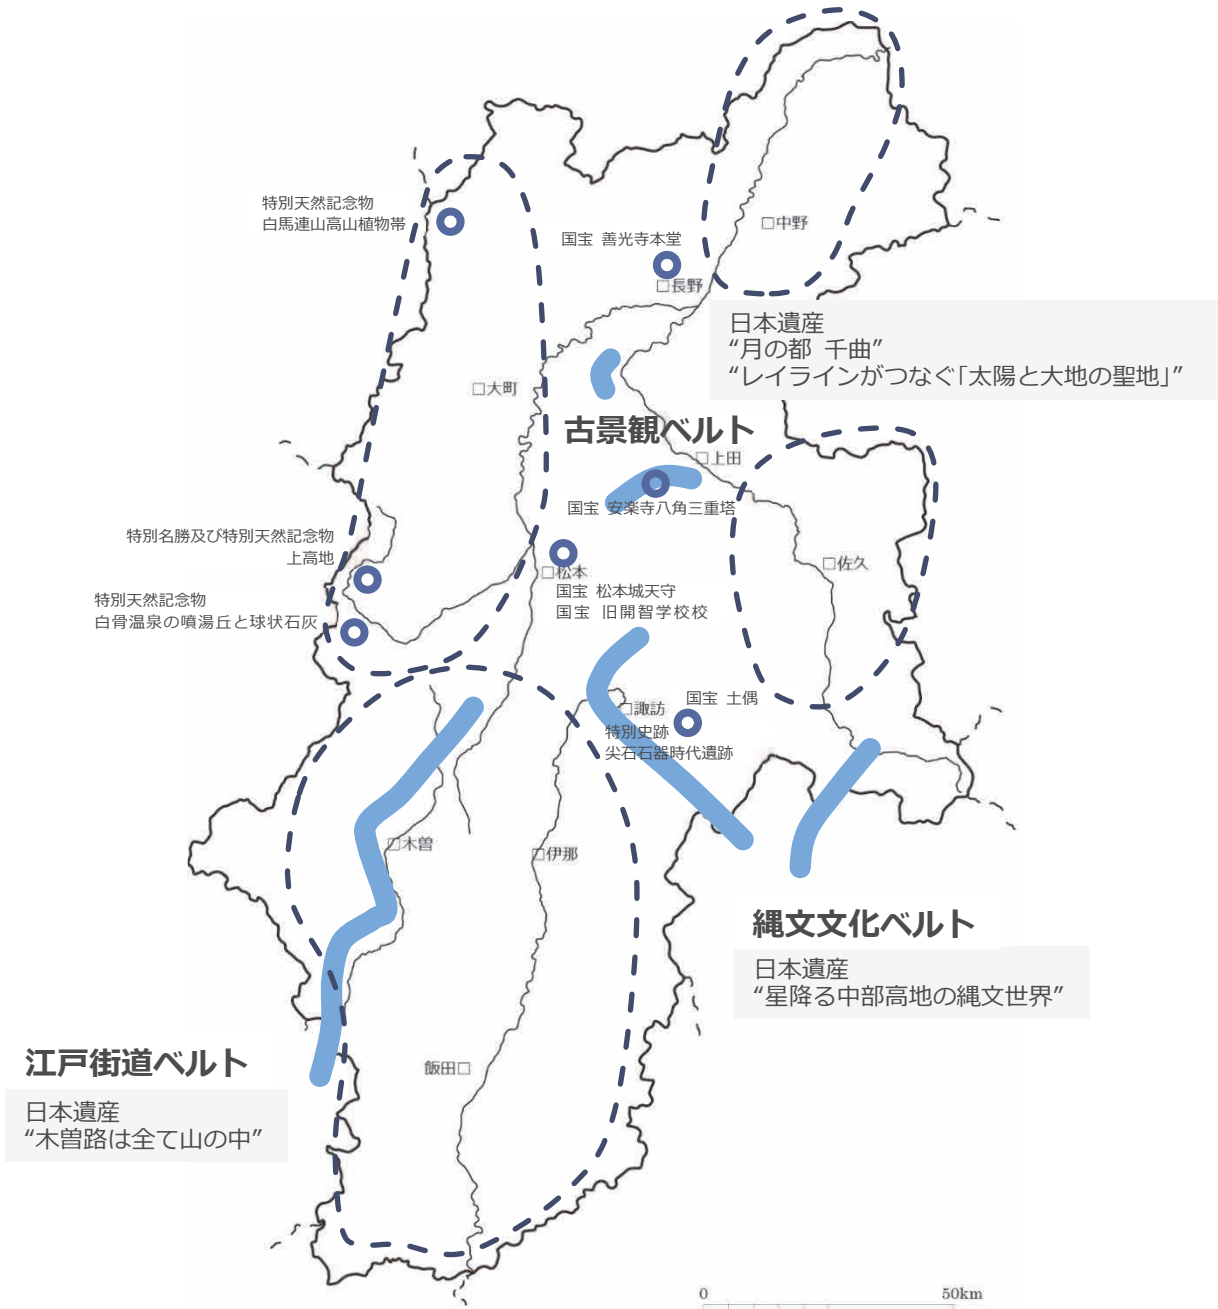 特別天然記念物
白馬連山高山植物帯
国宝 善光寺本堂
□中野
□長野
日本遺産
“月の都 千曲”
“レイラインがつなぐ「太陽と大地の聖地」”
□大町
古景観ベルト
□上田
国宝 安楽寺八角三重塔
特別名勝及び特別天然記念物
上高地
□松本
国宝 松本城天守
国宝 旧開智学校校
□佐久
特別天然記念物
白骨温泉の噴湯丘と球状石灰
国宝 土偶
□諏訪
特別史跡
尖石石器時代遺跡
□木曽
□伊那
縄文文化ベルト
日本遺産
“星降る中部高地の縄文世界”
江戸街道ベルト
日本遺産
“木曽路は全て山の中”
飯田□
0 50km